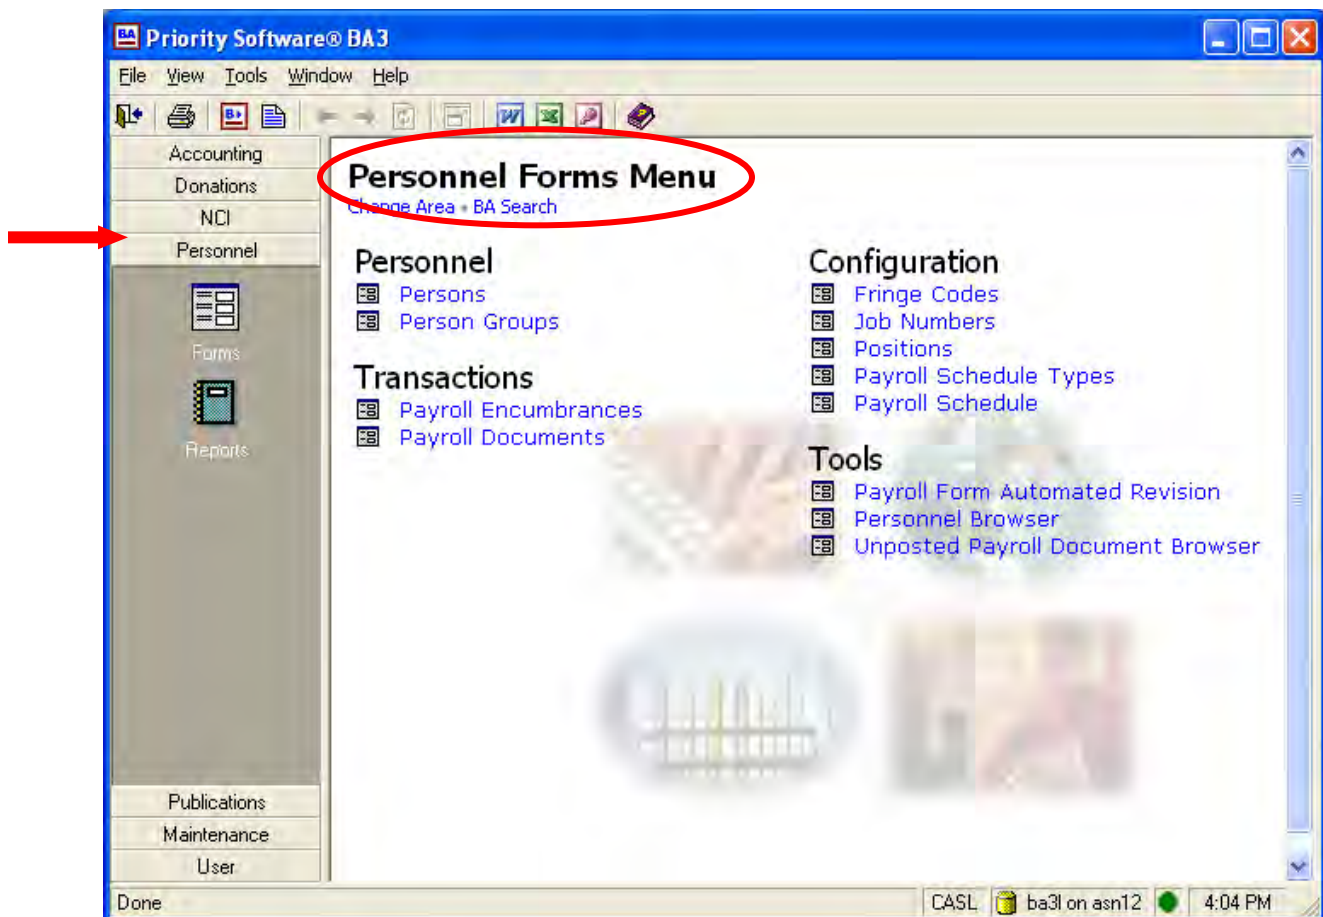 BA Priority Software® BA3
File View Tools Window Help
Accounting
Donations
NCI
Personnel
Forms
Reports
Publications
Maintenance
User
Personnel Forms Menu
Change Area • BA Search
Personnel
Persons
Person Groups
Transactions
Payroll Encumbrances
Payroll Documents
Configuration
Fringe Codes
Job Numbers
Positions
Payroll Schedule Types
Payroll Schedule
Tools
Payroll Form Automated Revision
Personnel Browser
Unposted Payroll Document Browser
Done CASL ba3l on asn12 4:04 PM